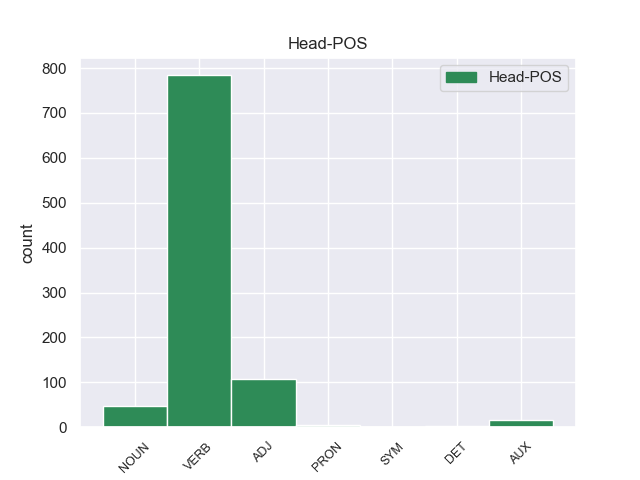 Head-POS
Head-POS
800
700
600
500
400
300
200
100
0
count
NOUN
VERB
ADJ
PRON
SYM
DET
AUX